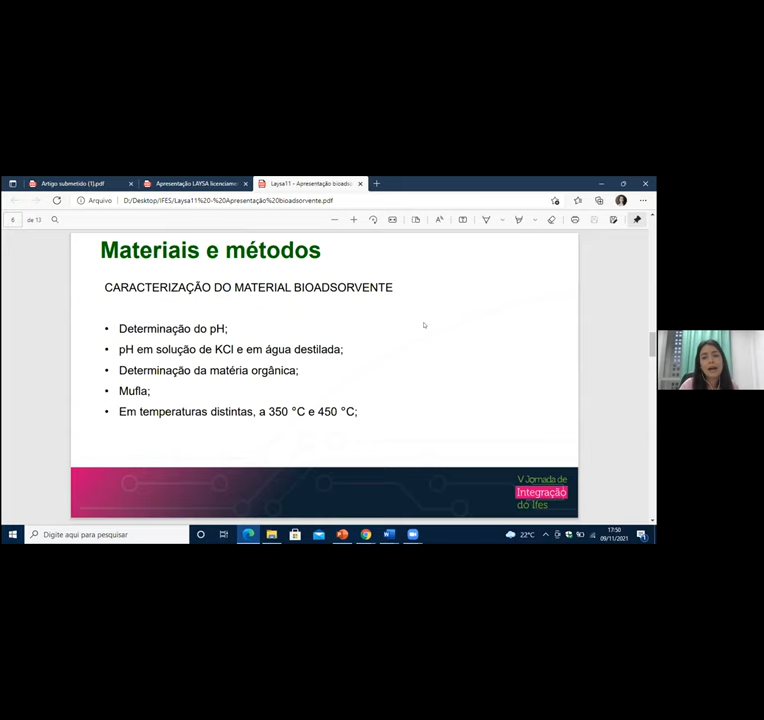 Artigo submetido (1).pdf
Apresentação LAYSA licenciamen
Laysa11 - Apresentação bioadso
Arquivo
D:/Desktop/IFES/Laysa11%20-%20Apresentação%20bioadsorvente.pdf
6
de 13
Materiais e métodos
CARACTERIZAÇÃO DO MATERIAL BIOADSORVENTE
• Determinação do pH;
• pH em solução de KCl e em água destilada;
• Determinação da matéria orgânica;
• Mufla;
• Em temperaturas distintas, a 350 °C e 450 °C;
V Jornada de
Integração
do Ifes
Digite aqui para pesquisar
22°C
17:50
09/11/2021